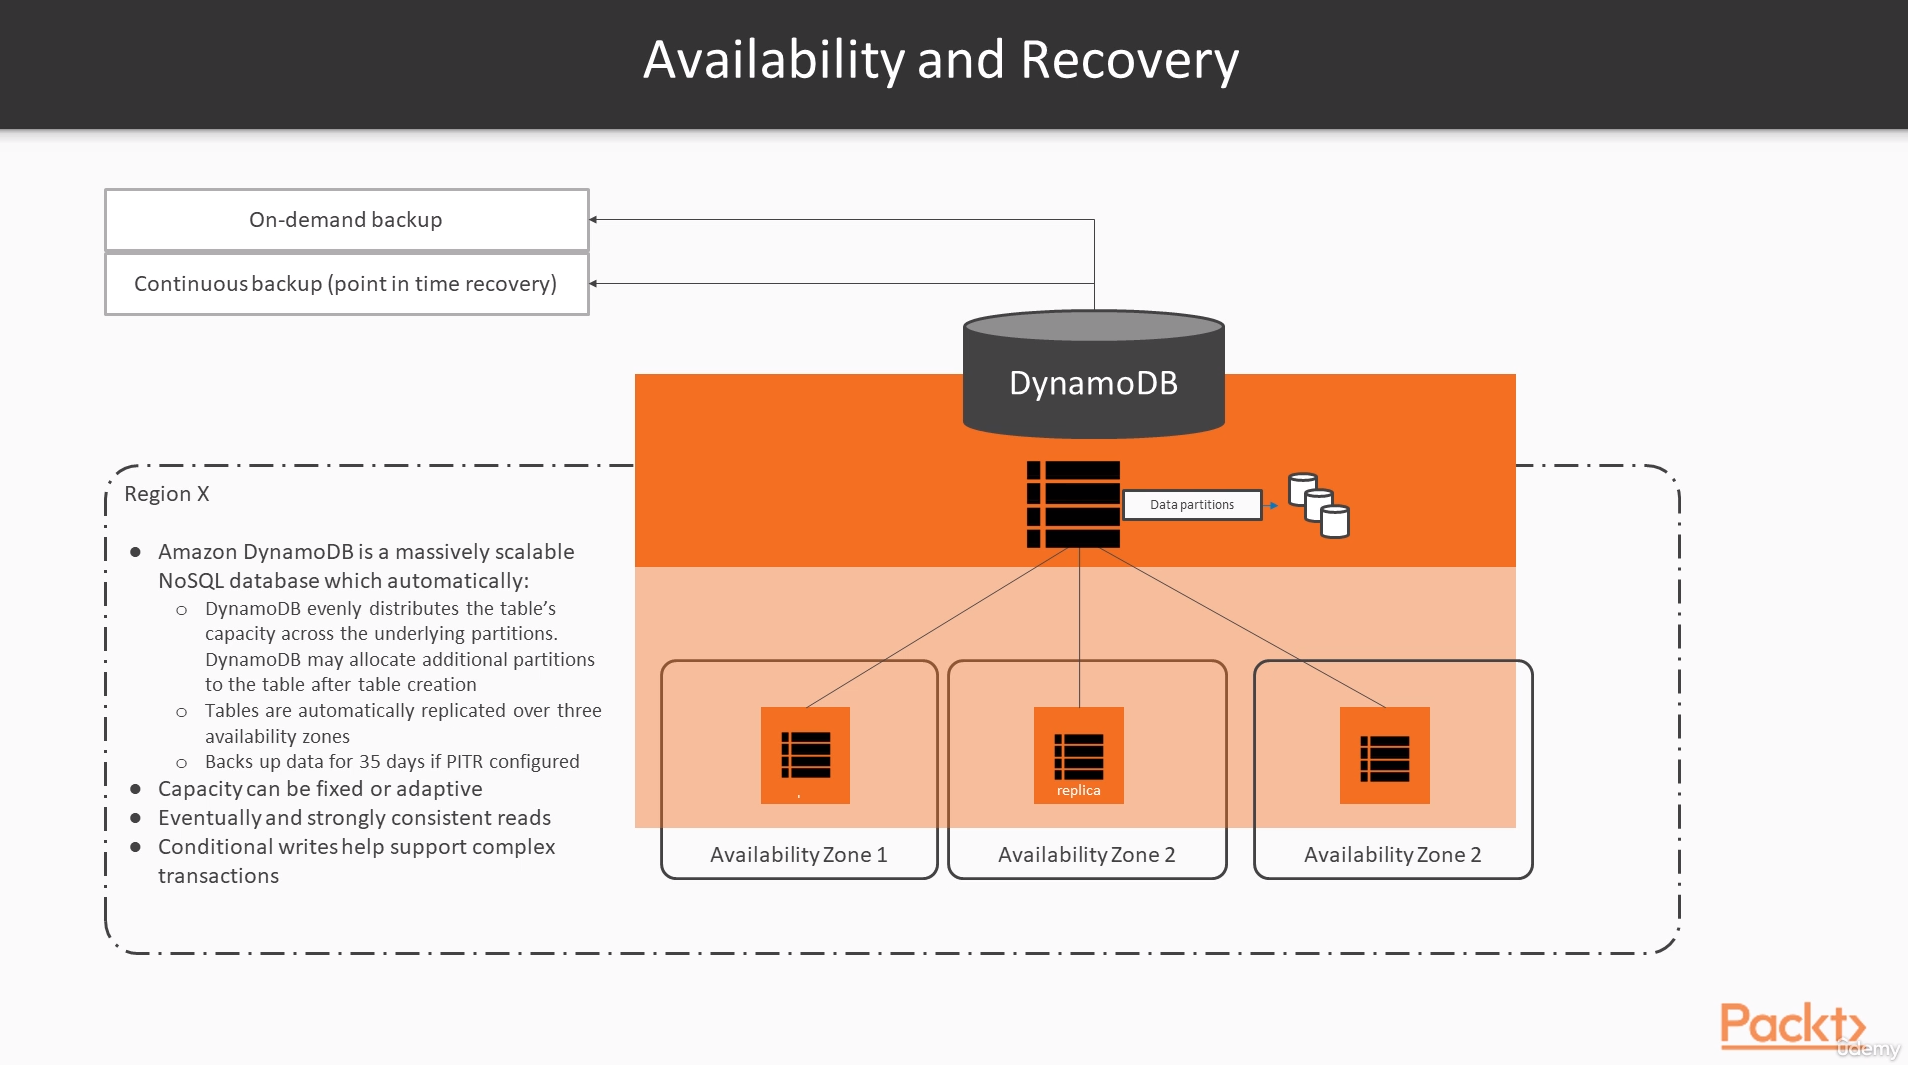 Availability and Recovery
On-demand backup
Continuous backup (point in time recovery)
DynamoDB
Data partitions
Region X
● Amazon DynamoDB is a massively scalable
NoSQL database which automatically:
o DynamoDB evenly distributes the table’s
capacity across the underlying partitions.
DynamoDB may allocate additional partitions
to the table after table creation
o Tables are automatically replicated over three
availability zones
o Backs up data for 35 days if PITR configured
● Capacity can be fixed or adaptive
● Eventually and strongly consistent reads
● Conditional writes help support complex
transactions
replica
Availability Zone 1
Availability Zone 2
Availability Zone 2
Packt
ûdemy